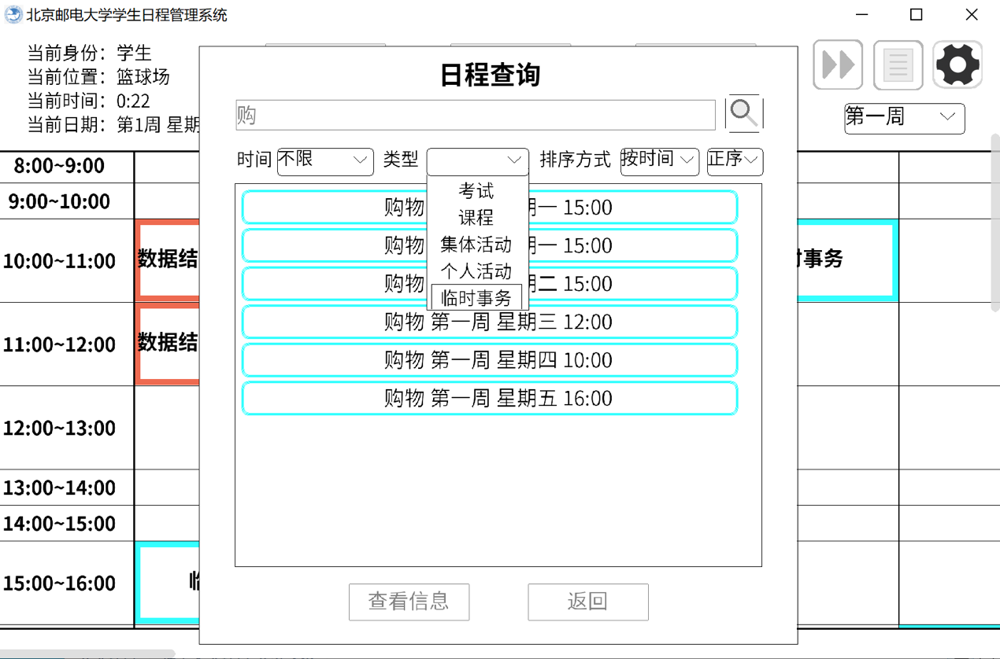 北京邮电大学学生日程管理系统
当前身份：学生
当前位置：篮球场
当前时间：0:22
当前日期：第1周 星期
第一周
日程查询
购
时间 不限 类型 排序方式 按时间 正序
考试
课程
集体活动
个人活动
临时事务
购物 期一 15:00
购物 期一 15:00
购物 期二 15:00
购物 第一周 星期三 12:00
购物 第一周 星期四 10:00
购物 第一周 星期五 16:00
查看信息 返回
8:00~9:00
9:00~10:00
10:00~11:00 数据结 时事务
11:00~12:00 数据结
12:00~13:00
13:00~14:00
14:00~15:00
15:00~16:00 临